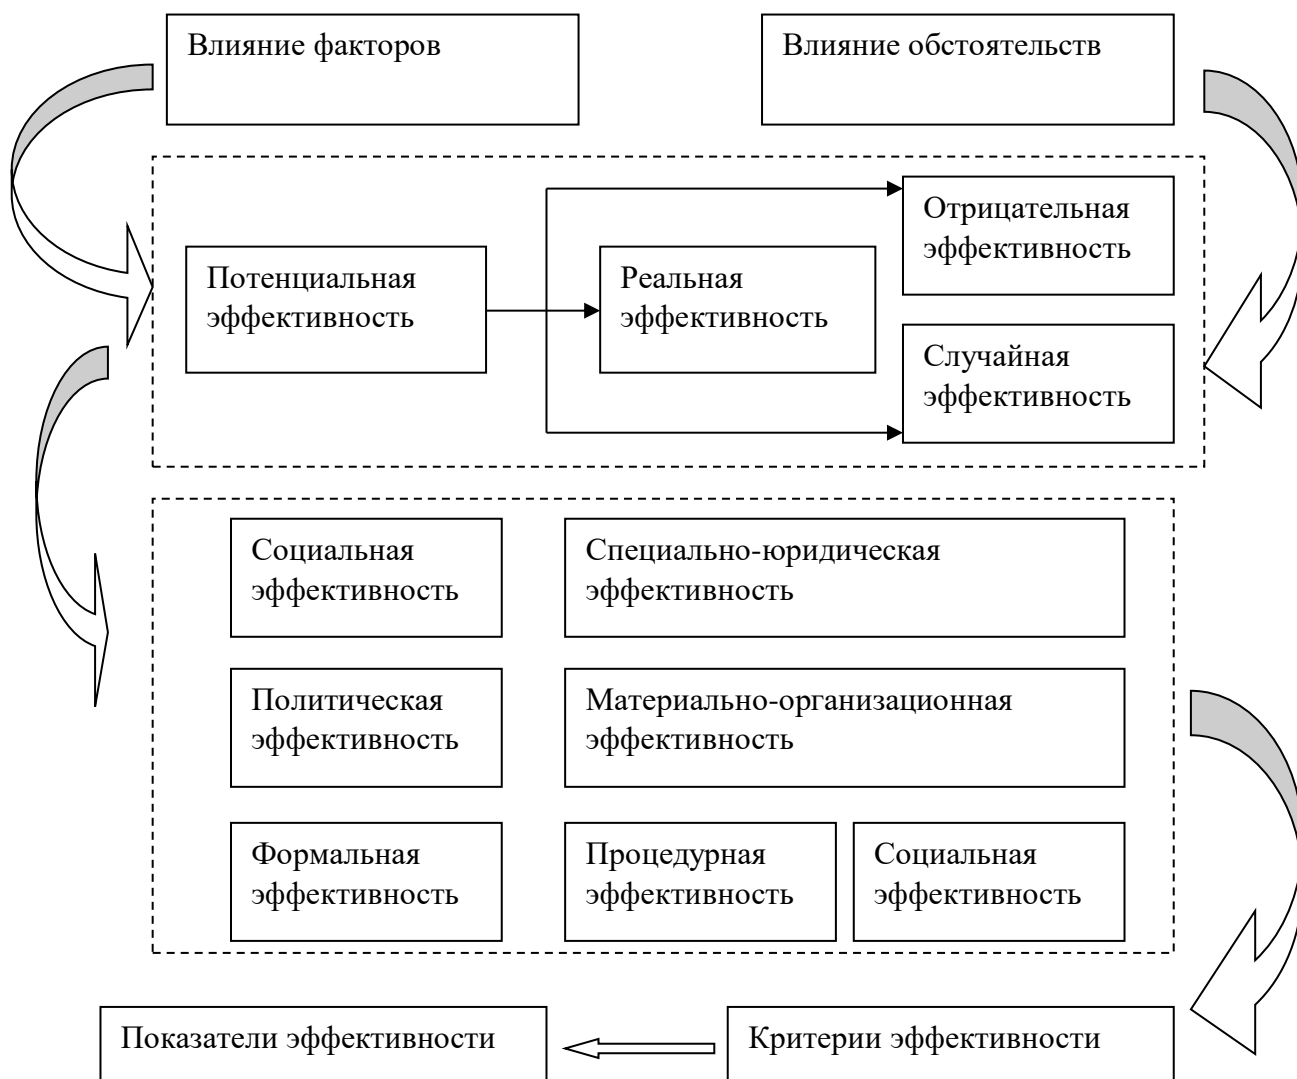 Влияние факторов
Влияние обстоятельств
Потенциальная
эффективность
Реальная
эффективность
Отрицательная
эффективность
Случайная
эффективность
Социальная
эффективность
Специально-юридическая
эффективность
Политическая
эффективность
Материально-организационная
эффективность
Формальная
эффективность
Процедурная
эффективность
Социальная
эффективность
Показатели эффективности
Критерии эффективности